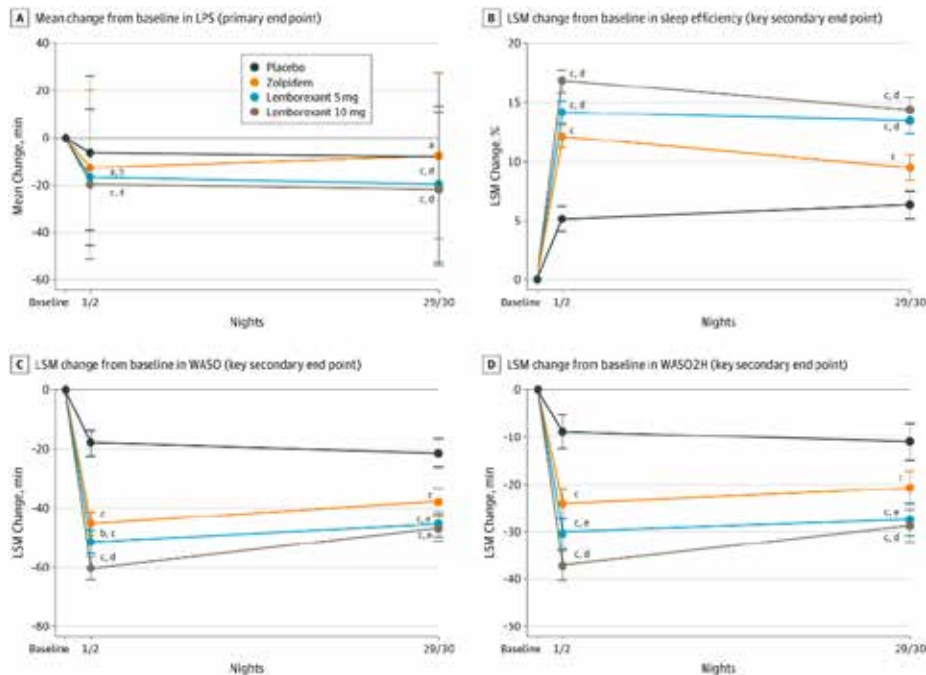 A Mean change from baseline in LPS (primary end point)
40
20
0
-20
-40
-60
Mean Change, min
Placebo
Zolpidem
Lemborexant 5 mg
Lemborexant 10 mg
a
c, d
c, d
Baseline 1/2 29/30
Nights
B LSM change from baseline in sleep efficiency (key secondary end point)
20
15
10
5
0
LSM Change, %
c, d
c, d
c
c, d
c, d
c
Baseline 1/2 29/30
Nights
C LSM change from baseline in WASO (key secondary end point)
0
-20
-40
-60
-80
LSM Change, min
c
b, c
c, d
c
c, e
c, e
Baseline 1/2 29/30
Nights
D LSM change from baseline in WASO2H (key secondary end point)
0
-10
-20
-30
-40
-50
LSM Change, min
c
c, e
c, d
c, e
c, d
Baseline 1/2 29/30
Nights